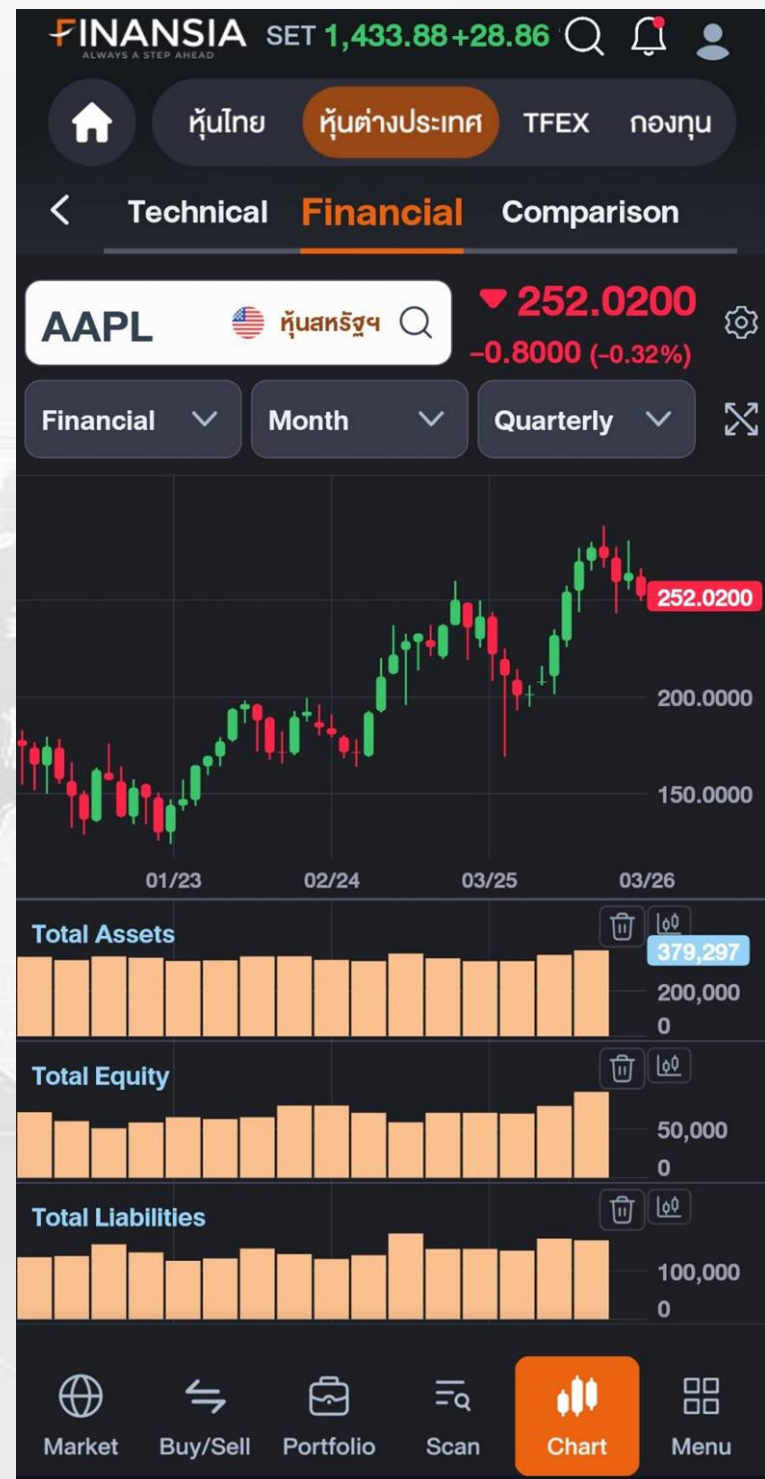 FINANSIA SET 1,433.88 +28.86
ALWAYS A STEP AHEAD
หุ้นไทย หุ้นต่างประเทศ TFEX กองทุน
Technical Financial Comparison
AAPL หุ้นสหรัฐฯ 252.0200
-0.8000 (-0.32%)
Financial Month Quarterly
252.0200
200.0000
150.0000
01/23 02/24 03/25 03/26
Total Assets
379,297
200,000
0
Total Equity
50,000
0
Total Liabilities
100,000
0
Market Buy/Sell Portfolio Scan Chart Menu